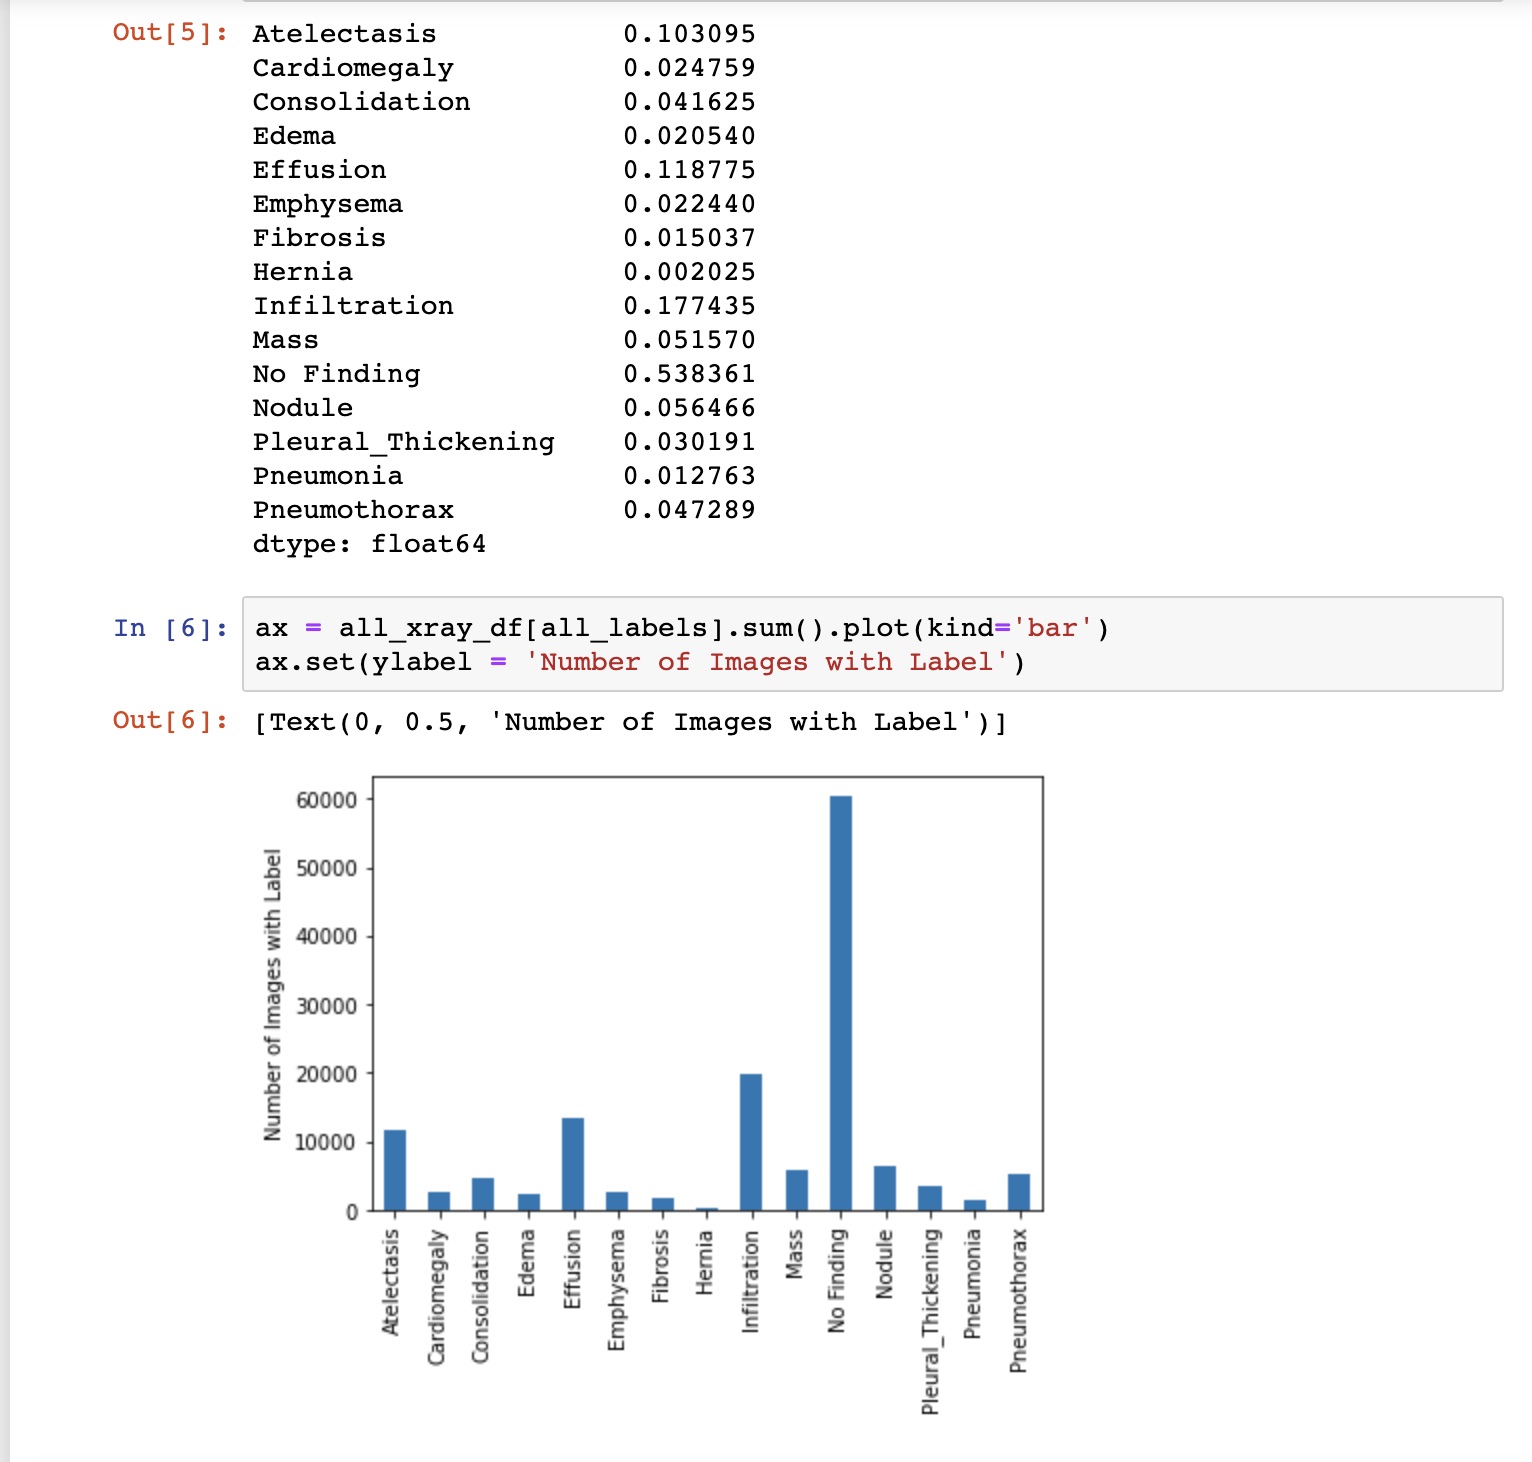 Out[5]: Atelectasis 0.103095
Cardiomegaly 0.024759
Consolidation 0.041625
Edema 0.020540
Effusion 0.118775
Emphysema 0.022440
Fibrosis 0.015037
Hernia 0.002025
Infiltration 0.177435
Mass 0.051570
No Finding 0.538361
Nodule 0.056466
Pleural_Thickening 0.030191
Pneumonia 0.012763
Pneumothorax 0.047289
dtype: float64
In [6]: ax = all_xray_df[all_labels].sum().plot(kind='bar')
ax.set(ylabel = 'Number of Images with Label')
Out[6]: [Text(0, 0.5, 'Number of Images with Label')]
Number of Images with Label
60000
50000
40000
30000
20000
10000
0
Atelectasis
Cardiomegaly
Consolidation
Edema
Effusion
Emphysema
Fibrosis
Hernia
Infiltration
Mass
No Finding
Nodule
Pleural_Thickening
Pneumonia
Pneumothorax